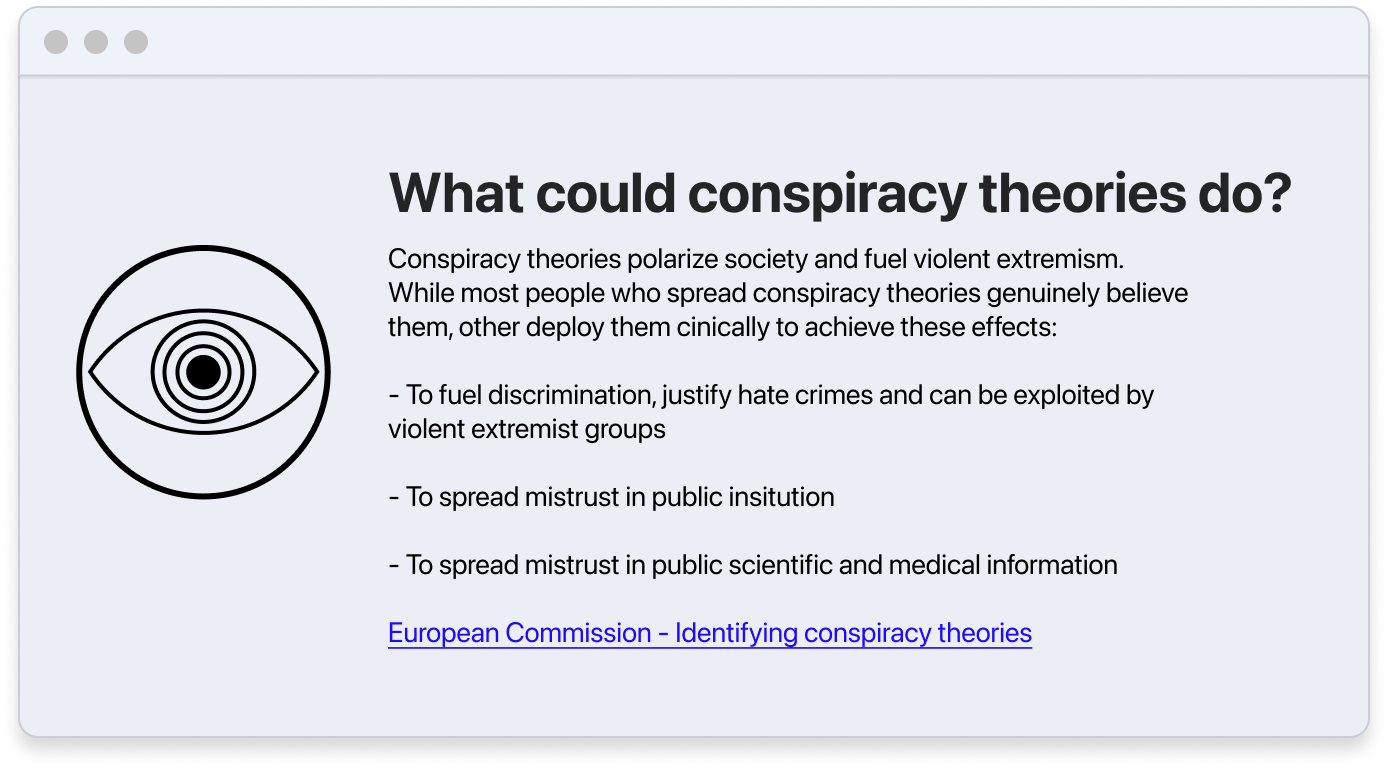 What could conspiracy theories do?
Conspiracy theories polarize society and fuel violent extremism.
While most people who spread conspiracy theories genuinely believe
them, other deploy them cinically to achieve these effects:
- To fuel discrimination, justify hate crimes and can be exploited by
violent extremist groups
- To spread mistrust in public insitution
- To spread mistrust in public scientific and medical information
European Commission - Identifying conspiracy theories